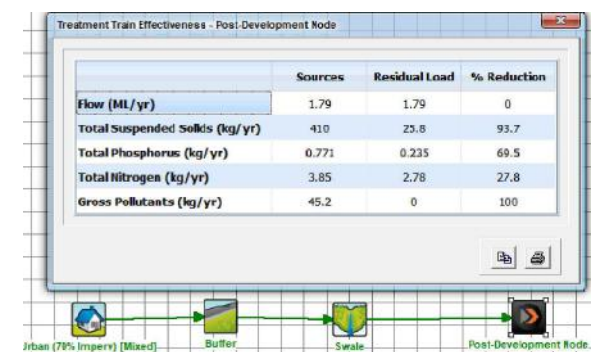 Treatment Train Effectiveness - Post-Development Node
Sources Residual Load % Reduction
Flow (ML/yr) 1.79 1.79 0
Total Suspended Solids (kg/yr) 410 25.8 93.7
Total Phosphorus (kg/yr) 0.771 0.235 69.5
Total Nitrogen (kg/yr) 3.85 2.78 27.8
Gross Pollutants (kg/yr) 45.2 0 100
Urban (70% Imperv) [Mixed] Buffer Swale Post-Development Node